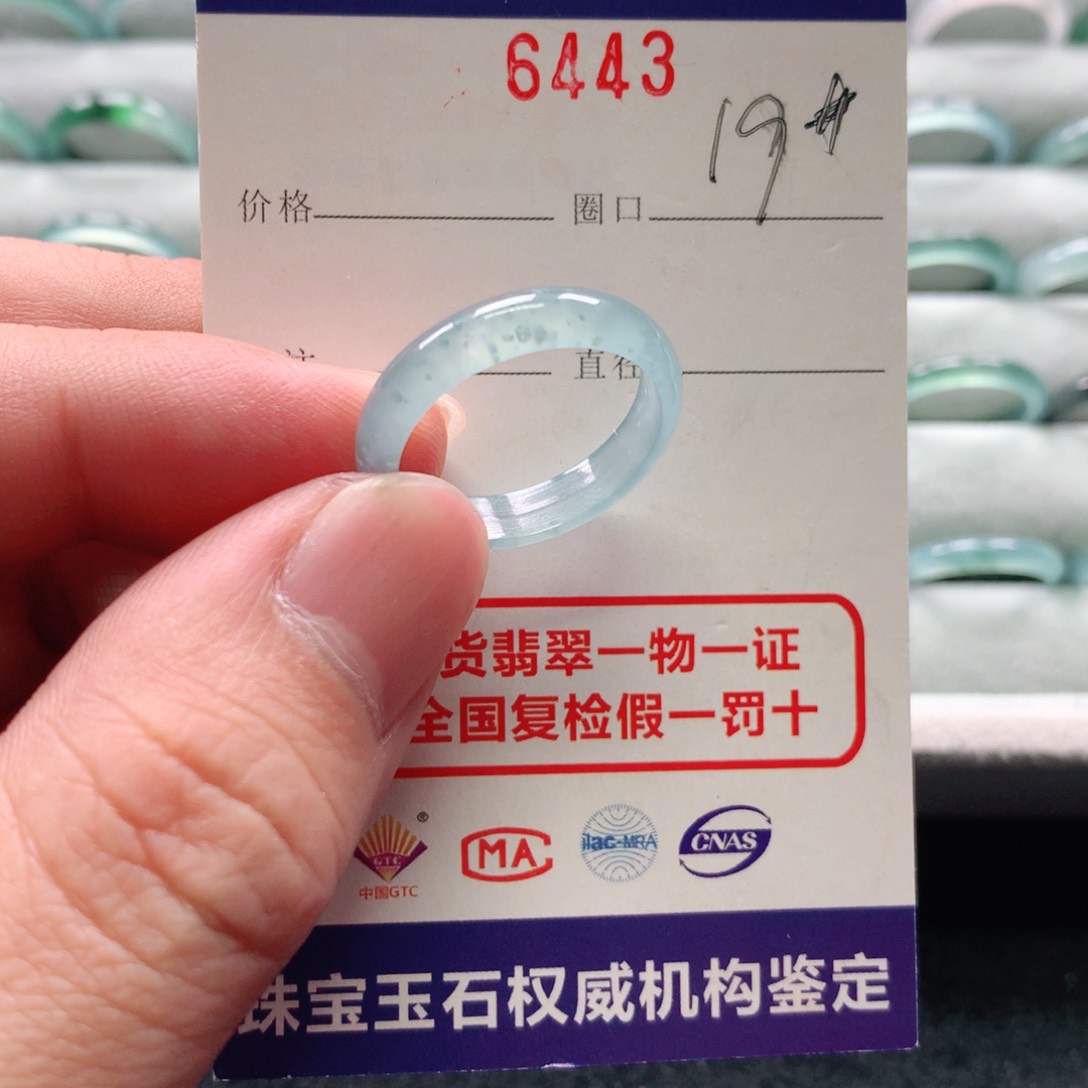 6443
19#
价格 圈口
直径
货翡翠一物一证
全国复检假一罚十
GTC MA ilac-MRA CNAS
中国GTC
珠宝玉石权威机构鉴定